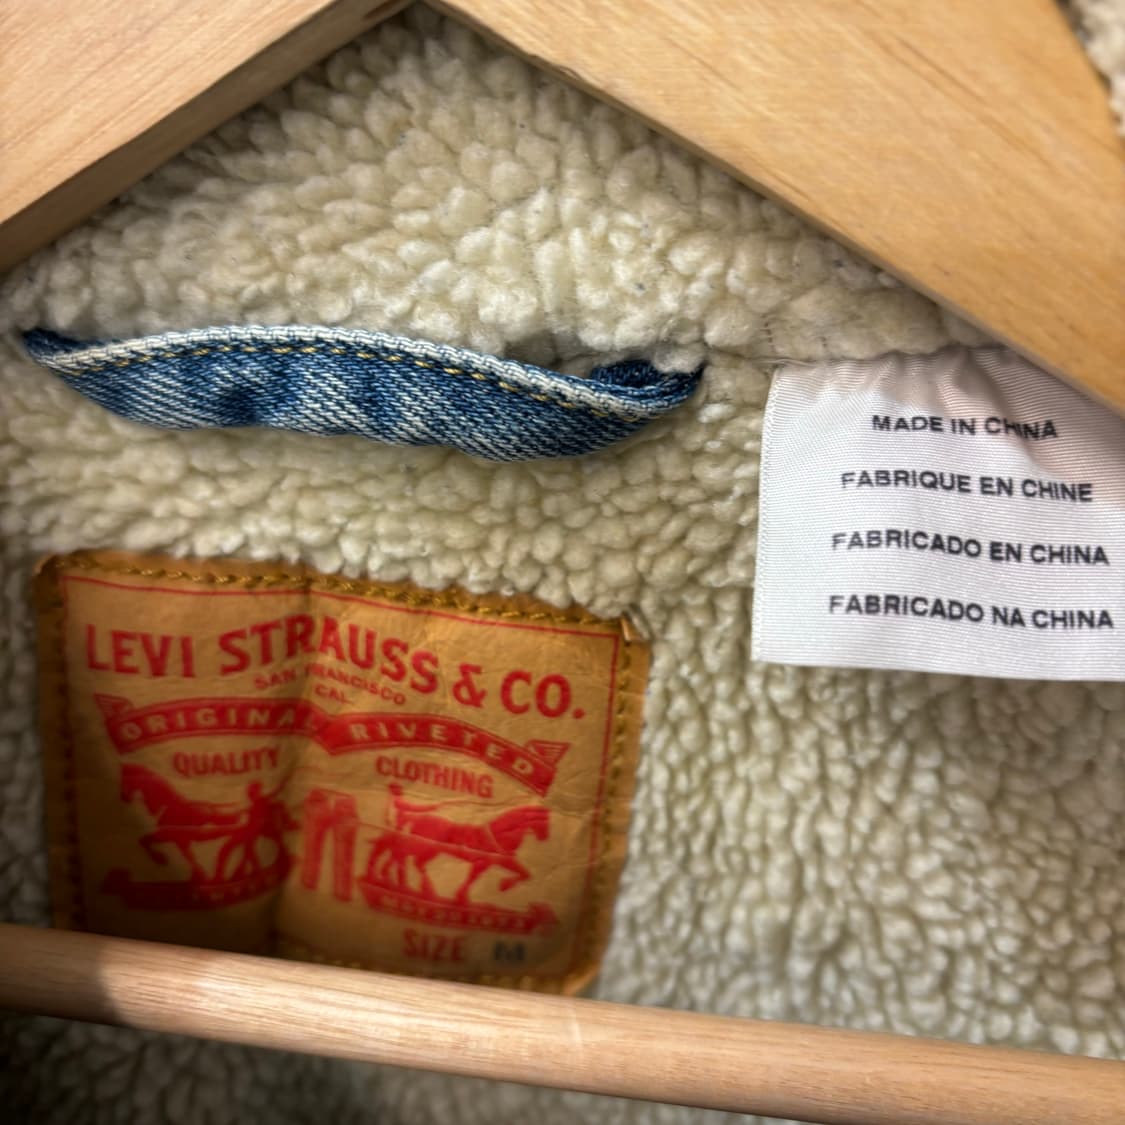 LEVI STRAUSS & CO.
SAN FRANCISCO
CAL.
ORIGINAL RIVETED
QUALITY CLOTHING
SIZE M
MADE IN CHINA
FABRIQUE EN CHINE
FABRICADO EN CHINA
FABRICADO NA CHINA